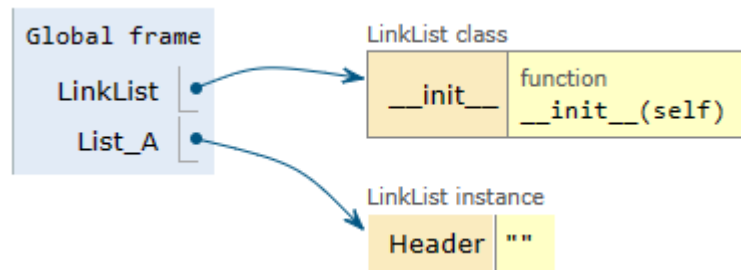 Global frame
LinkList
List_A
LinkList class
__init__
function
__init__(self)
LinkList instance
Header ""